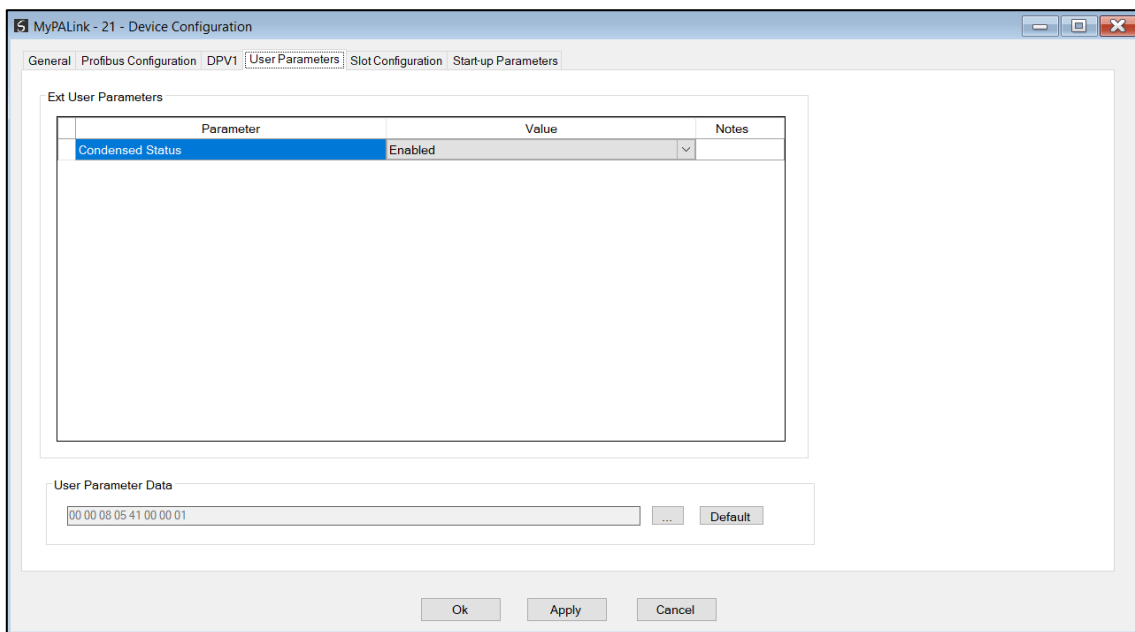 MyPALink - 21 - Device Configuration
General Profibus Configuration DPV1 User Parameters Slot Configuration Start-up Parameters
Ext User Parameters
Parameter Value Notes
Condensed Status Enabled
User Parameter Data
00 00 08 05 41 00 00 01 ... Default
Ok Apply Cancel